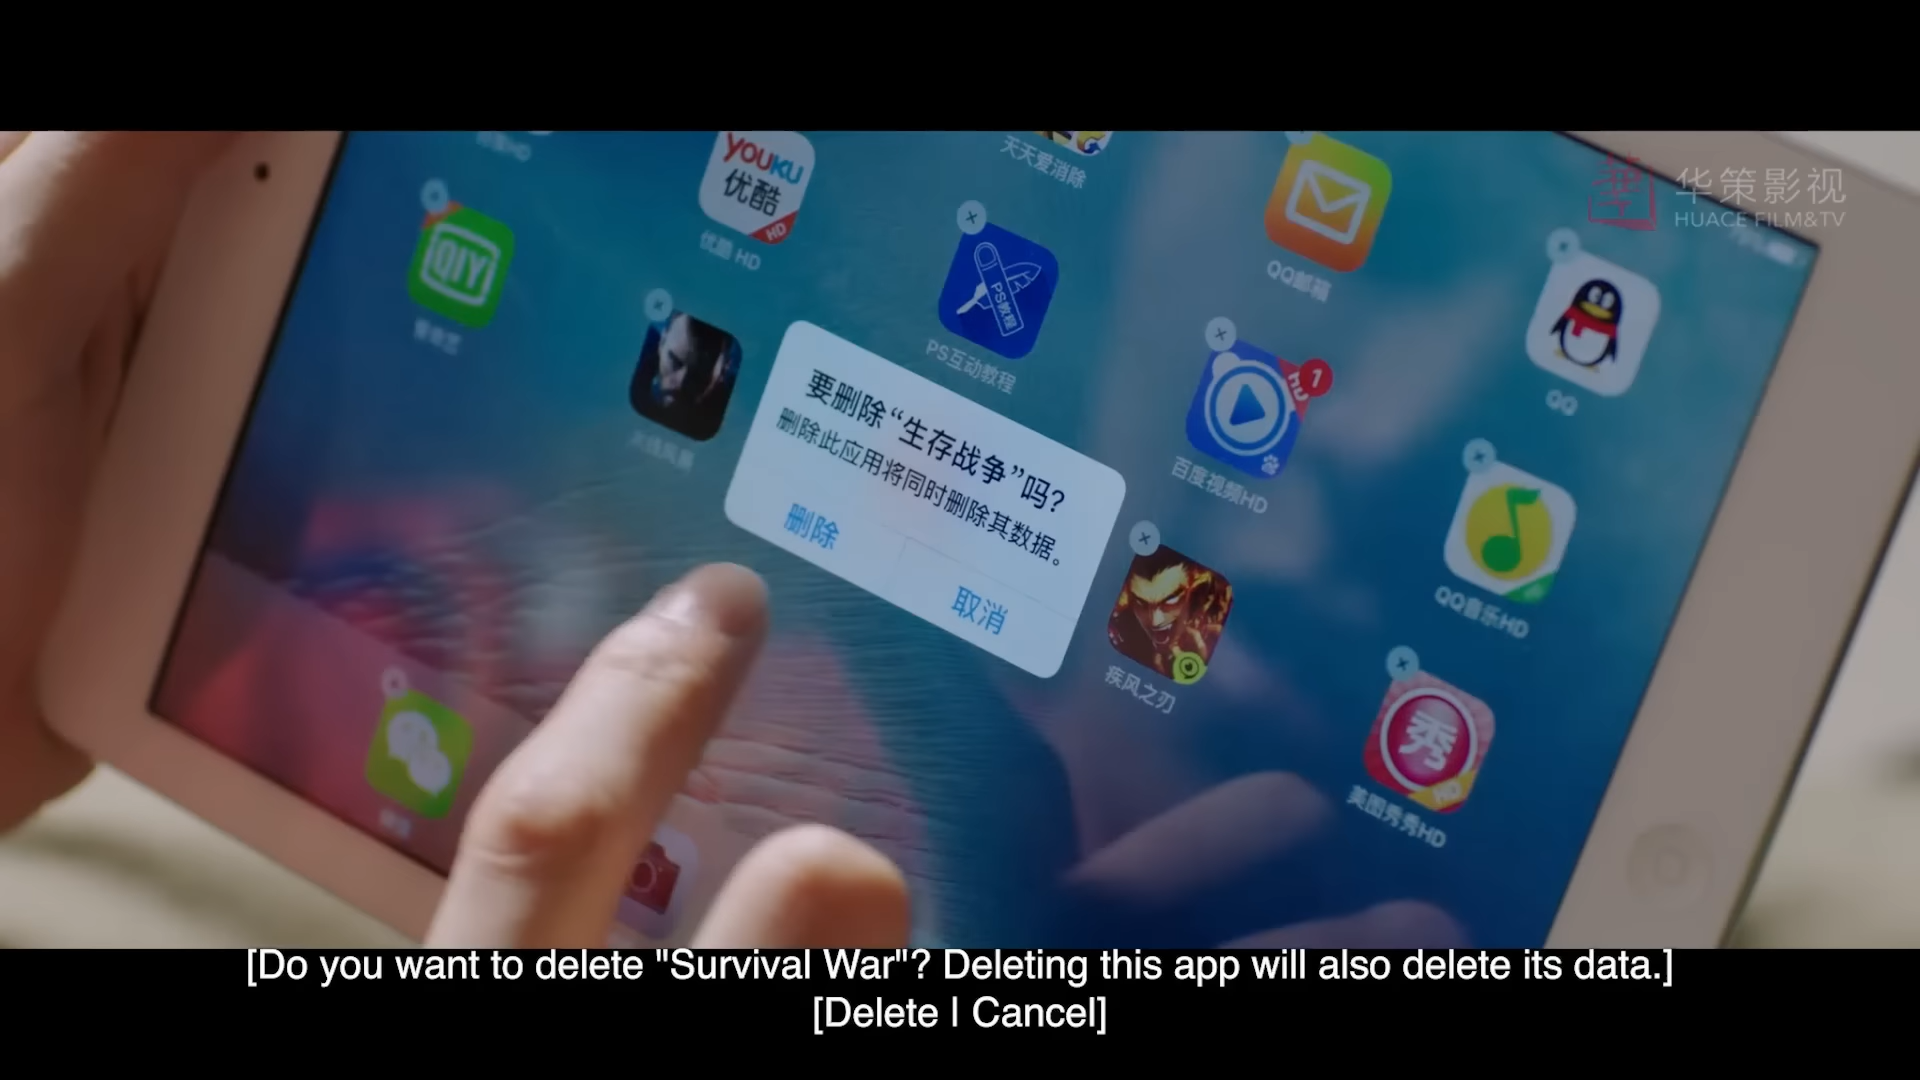 YOUKU
优酷
HD
优酷 HD
天天爱消除
华策影视
HUACE FILM&TV
QIY
PS教程
PS互动教程
QQ邮箱
QQ
1
百度视频HD
要删除“生存战争”吗?
删除此应用将同时删除其数据。
删除
取消
QQ音乐HD
疾风之刃
秀
HD
美图秀秀HD
[Do you want to delete "Survival War"? Deleting this app will also delete its data.]
[Delete | Cancel]